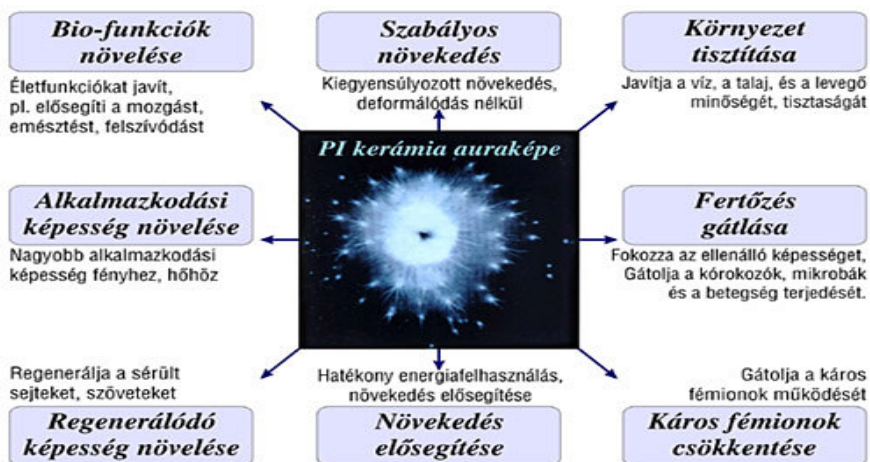 Bio-funkciók
növelése
Életfunkciókat javít,
pl. elősegíti a mozgást,
emésztést, felszívódást
Szabályos
növekedés
Kiegyensúlyozott növekedés,
deformálódás nélkül
Környezet
tisztítása
Javítja a víz, a talaj, és a levegő
minőségét, tisztaságát
PI kerámia auraképe
Alkalmazkodási
képesség növelése
Nagyobb alkalmazkodási
képesség fényhez, hőhöz
Fertőzés
gátlása
Fokozza az ellenálló képességet,
Gátolja a kórokozók, mikrobák
és a betegség terjedését.
Regenerálja a sérült
sejteket, szöveteket
Regenerálódó
képesség növelése
Hatékony energiafelhasználás,
növekedés elősegítése
Növekedés
elősegítése
Gátolja a káros
fémionok működését
Káros fémionok
csökkentése